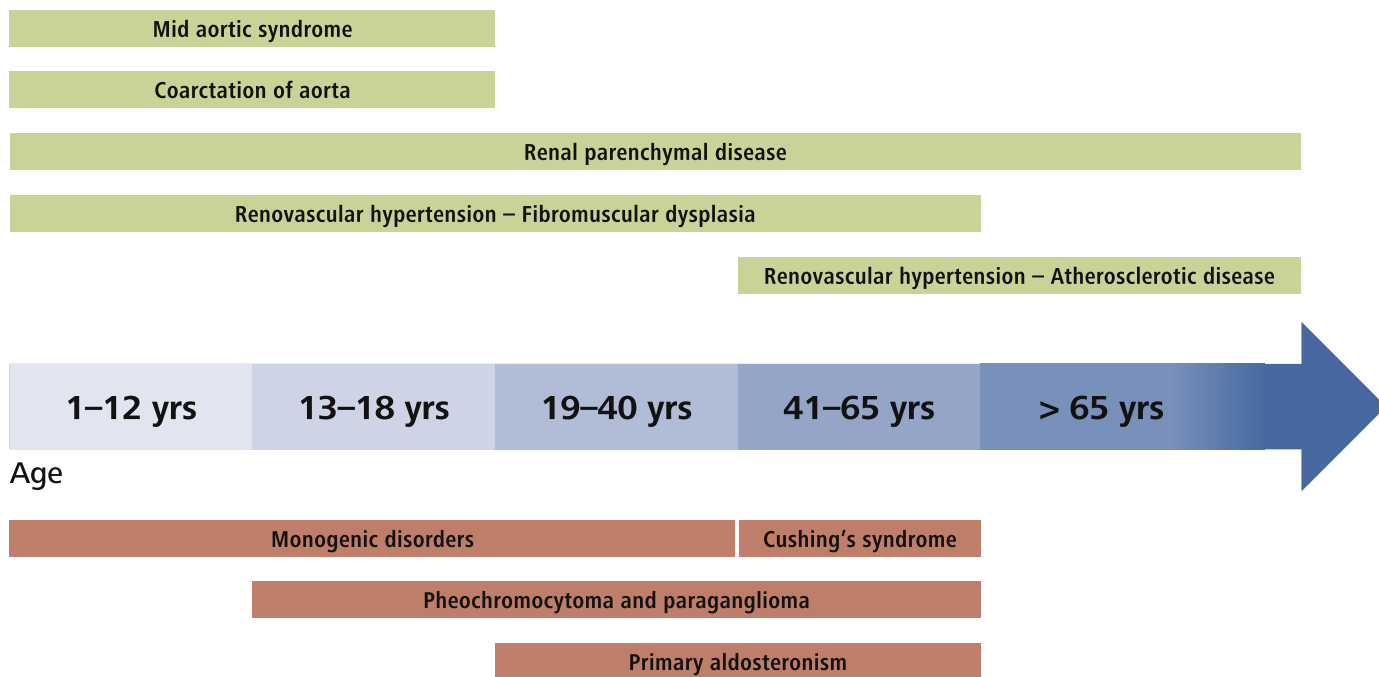 Mid aortic syndrome
Coarctation of aorta
Renal parenchymal disease
Renovascular hypertension – Fibromuscular dysplasia
Renovascular hypertension – Atherosclerotic disease
1–12 yrs 13–18 yrs 19–40 yrs 41–65 yrs > 65 yrs
Age
Monogenic disorders Cushing’s syndrome
Pheochromocytoma and paraganglioma
Primary aldosteronism